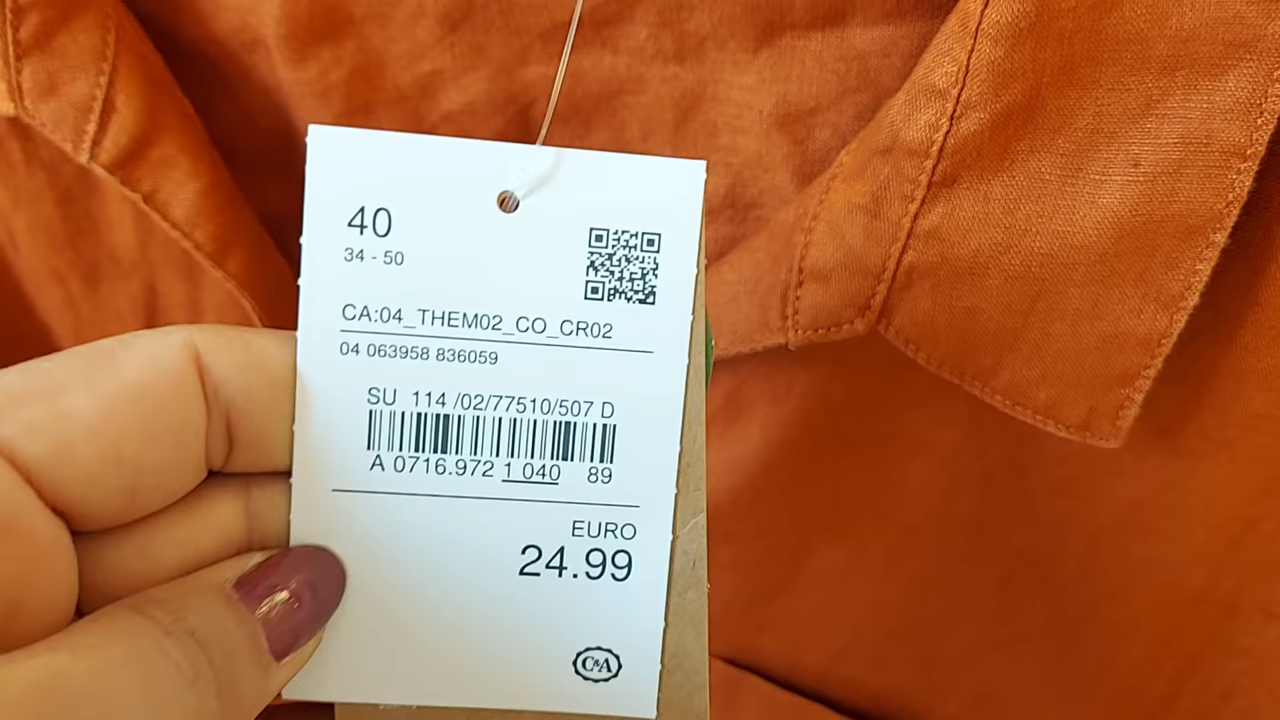 40
34 - 50
CA:04_THEM02_CO_CR02
04 063958 836059
SU 114 /02/77510/507 D
A 0716.972 1 040 89
EURO
24.99
C&A